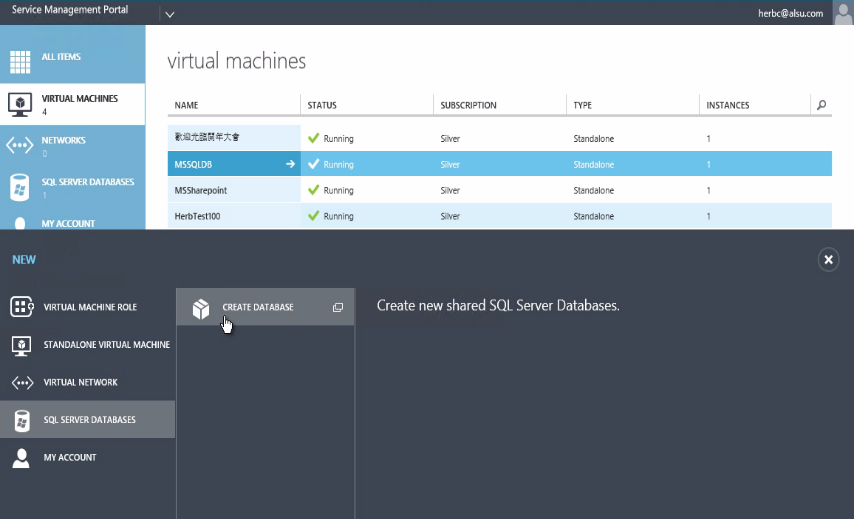 Service Management Portal
herbc@alsu.com
ALL ITEMS
VIRTUAL MACHINES
4
NETWORKS
0
SQL SERVER DATABASES
1
MY ACCOUNT
virtual machines
NAME STATUS SUBSCRIPTION TYPE INSTANCES
歡迎光臨開年大會 Running Silver Standalone 1
MSSQLDB Running Silver Standalone 1
MSSharepoint Running Silver Standalone 1
HerbTest100 Running Silver Standalone 1
NEW
VIRTUAL MACHINE ROLE
STANDALONE VIRTUAL MACHINE
VIRTUAL NETWORK
SQL SERVER DATABASES
MY ACCOUNT
CREATE DATABASE
Create new shared SQL Server Databases.